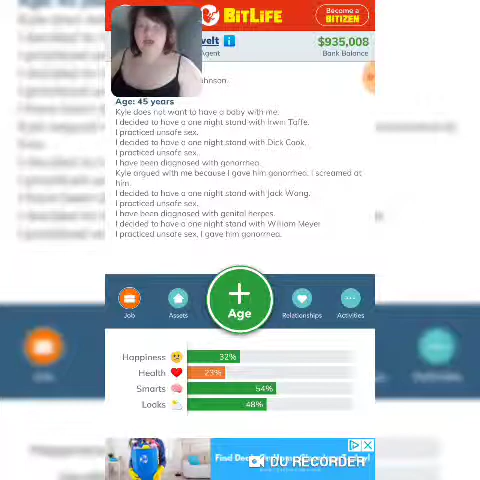 BitLife
Become a
BITIZEN
velt
$935,008
Agent
Bank Balance
ohnson.
Age: 45 years
Kyle does not want to have a baby with me.
I decided to have a one night stand with Irwin Taffe.
I practiced unsafe sex.
I decided to have a one night stand with Dick Cook.
I practiced unsafe sex.
I have been diagnosed with gonorrhea.
Kyle argued with me because I gave him gonorrhea. I screamed at
him.
I decided to have a one night stand with Jack Wang.
I practiced unsafe sex.
I have been diagnosed with genital herpes.
I decided to have a one night stand with William Meyer.
I practiced unsafe sex. I gave him gonorrhea.
Job
Assets
Age
Relationships
Activities
Happiness
32%
Health
23%
Smarts
54%
Looks
48%
DU RECORDER